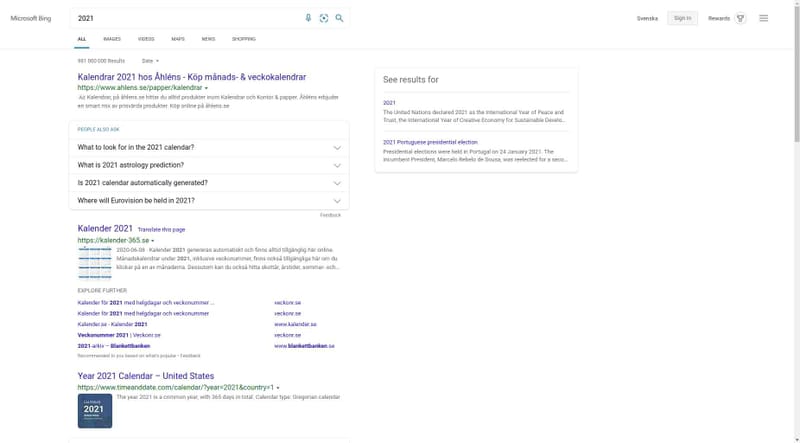 Microsoft Bing
2021
Svenska
Sign in
Rewards
ALL
IMAGES
VIDEOS
MAPS
NEWS
SHOPPING
981 000 000 Results
Date
Kalendrar 2021 hos Åhléns - Köp månads- & veckokalendrar
https://www.ahlens.se/papper/kalendrar
Ad Kalendrar, på åhlens.se hittar du alltid produkter inom Kalendrar och Kontor & papper. Åhléns erbjuder
en smart mix av prisvärda produkter. Köp online på åhlens.se
PEOPLE ALSO ASK
What to look for in the 2021 calendar?
What is 2021 astrology prediction?
Is 2021 calendar automatically generated?
Where will Eurovision be held in 2021?
Feedback
Kalender 2021
Translate this page
https://kalender-365.se
2020-06-08 · Kalender 2021 genereras automatiskt och finns alltid tillgänglig här online.
Månadskalendrar under 2021, inklusive veckonummer, finns också tillgängliga här om du
klickar på en av månaderna. Dessutom kan du också hitta skottår, årstider, sommar- och...
EXPLORE FURTHER
Kalender för 2021 med helgdagar och veckonummer ...
veckonr.se
Kalender för 2021 med helgdagar och veckonummer
veckonr.se
Kalender.se - Kalender 2021
www.kalender.se
Veckonummer 2021 | Veckonr.se
veckonr.se
2021-arkiv – Blankettbanken
www.blankettbanken.se
Recommended to you based on what's popular • Feedback
Year 2021 Calendar – United States
https://www.timeanddate.com/calendar/?year=2021&country=1
The year 2021 is a common year, with 365 days in total. Calendar type: Gregorian calendar
2021
See results for
2021
The United Nations declared 2021 as the International Year of Peace and
Trust, the International Year of Creative Economy for Sustainable Develo...
2021 Portuguese presidential election
Presidential elections were held in Portugal on 24 January 2021. The
incumbent President, Marcelo Rebelo de Sousa, was reelected for a seco...